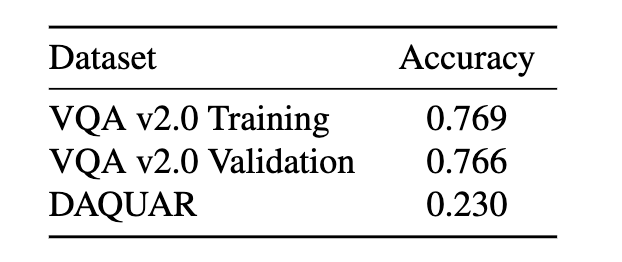 Dataset Accuracy
VQA v2.0 Training 0.769
VQA v2.0 Validation 0.766
DAQUAR 0.230